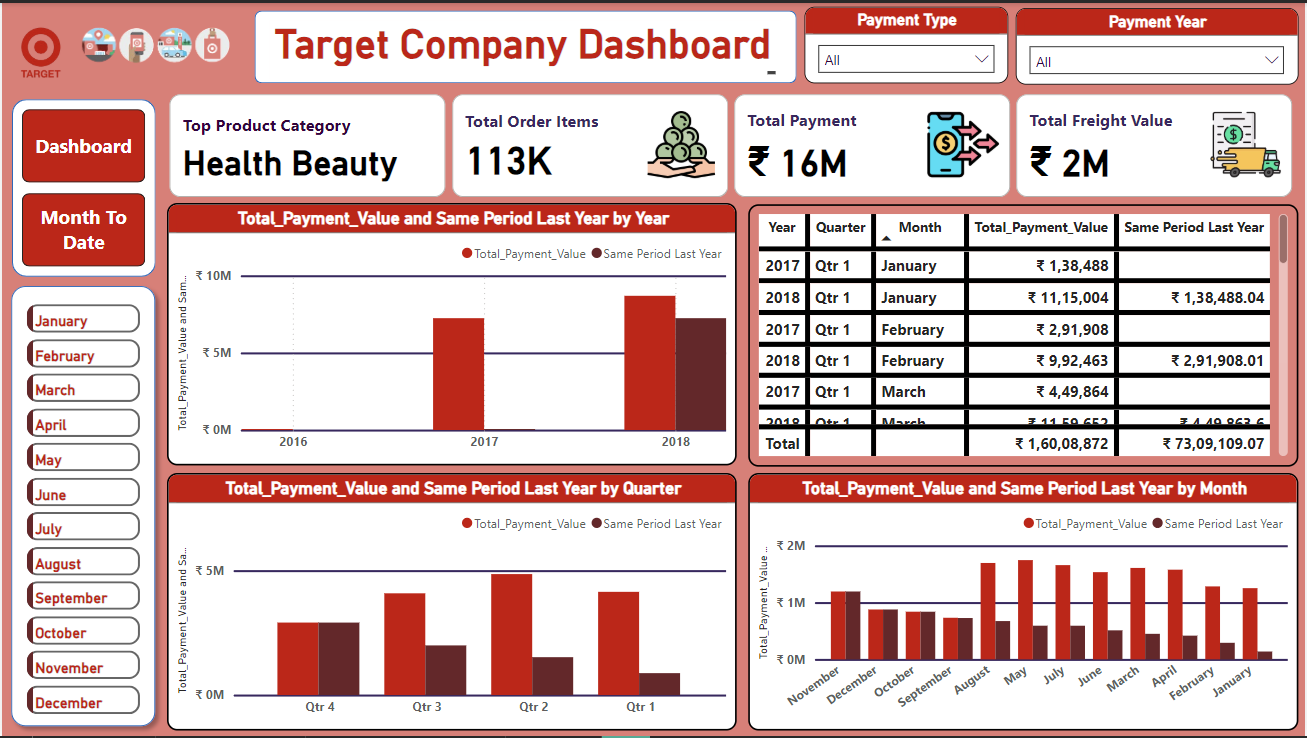 TARGET
Target Company Dashboard
Payment Type
All
Payment Year
All
Dashboard
Month To
Date
Top Product Category
Health Beauty
Total Order Items
113K
Total Payment
₹ 16M
Total Freight Value
₹ 2M
January
February
March
April
May
June
July
August
September
October
November
December
Total_Payment_Value and Same Period Last Year by Year
Total_Payment_Value Same Period Last Year
Total_Payment_Value and Sam...
₹ 10M
₹ 5M
₹ 0M
2016 2017 2018
Year Quarter Month Total_Payment_Value Same Period Last Year
2017 Qtr 1 January ₹ 1,38,488
2018 Qtr 1 January ₹ 11,15,004 ₹ 1,38,488.04
2017 Qtr 1 February ₹ 2,91,908
2018 Qtr 1 February ₹ 9,92,463 ₹ 2,91,908.01
2017 Qtr 1 March ₹ 4,49,864
2018 Qtr 1 March ₹ 11,59,652 ₹ 4,49,863.6
Total ₹ 1,60,08,872 ₹ 73,09,109.07
Total_Payment_Value and Same Period Last Year by Quarter
Total_Payment_Value Same Period Last Year
Total_Payment_Value and Sa...
₹ 5M
₹ 0M
Qtr 4 Qtr 3 Qtr 2 Qtr 1
Total_Payment_Value and Same Period Last Year by Month
Total_Payment_Value Same Period Last Year
Total_Payment_Value ...
₹ 2M
₹ 1M
₹ 0M
November December October September August May July June March April February January